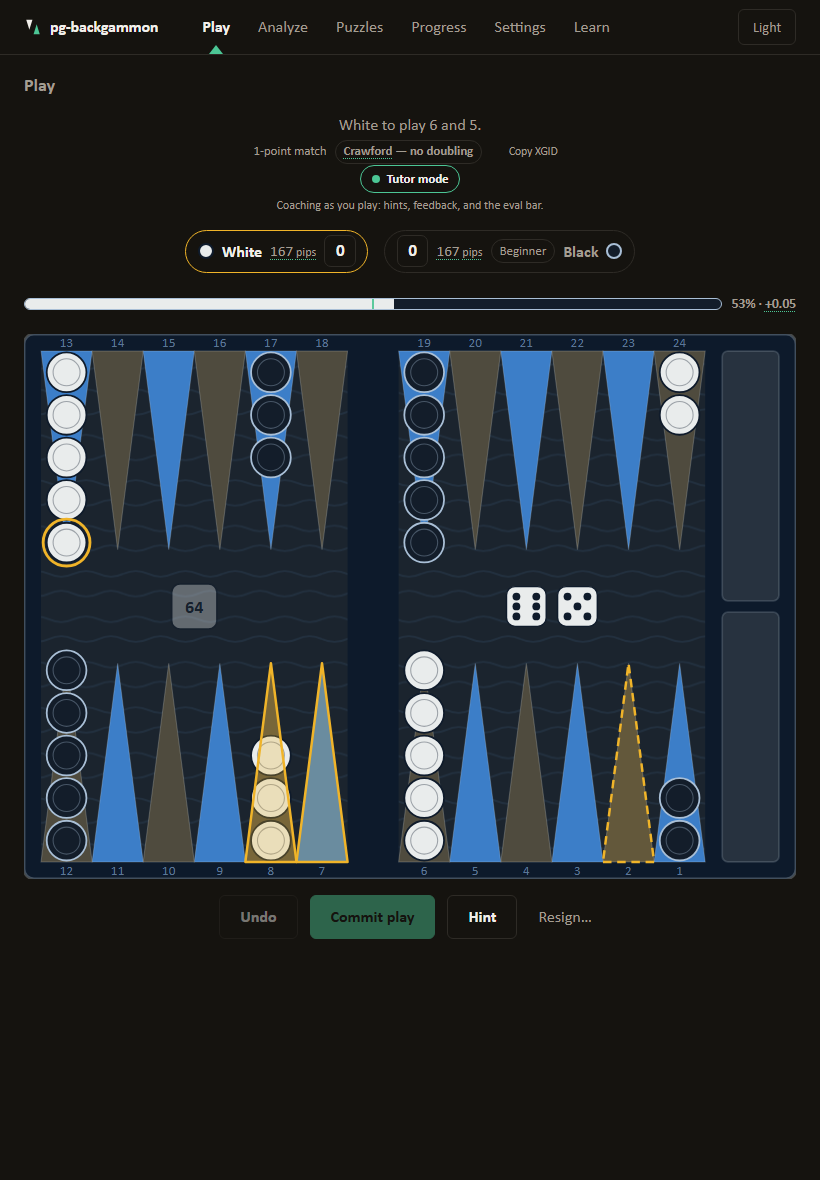 pg-backgammon Play Analyze Puzzles Progress Settings Learn Light
Play
White to play 6 and 5.
1-point match Crawford — no doubling Copy XGID
Tutor mode
Coaching as you play: hints, feedback, and the eval bar.
White 167 pips 0 0 167 pips Beginner Black
53% · +0.05
13 14 15 16 17 18 19 20 21 22 23 24
64
12 11 10 9 8 7 6 5 4 3 2 1
Undo Commit play Hint Resign...